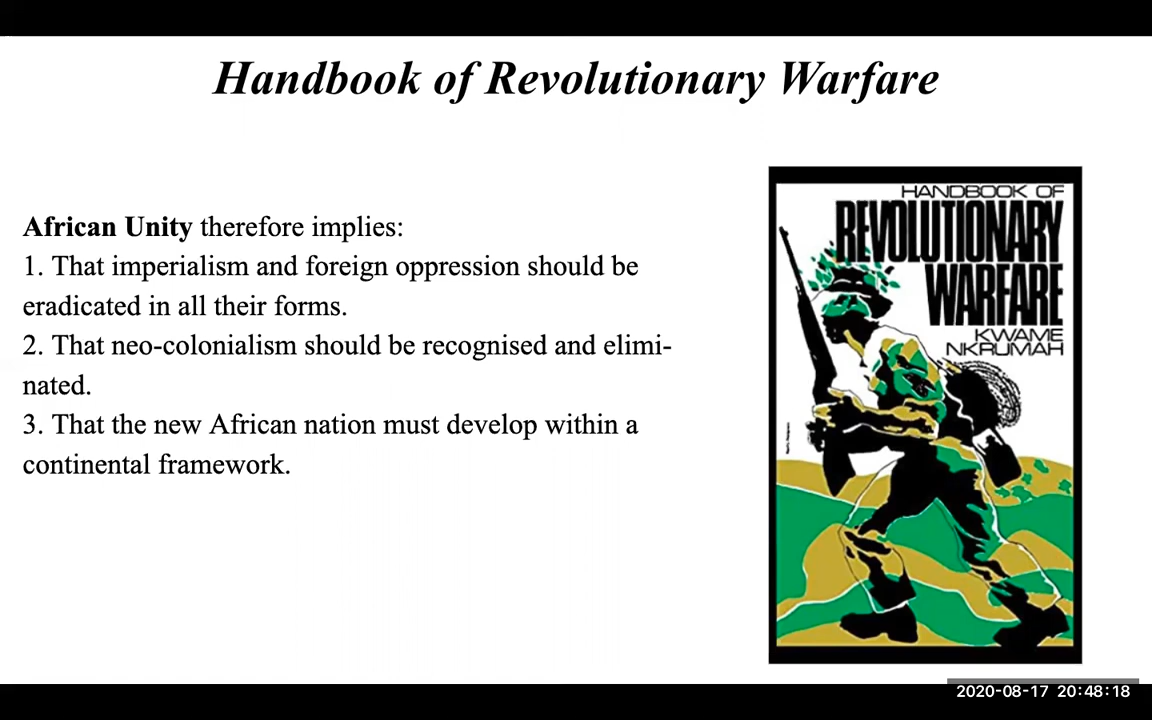 Handbook of Revolutionary Warfare
African Unity therefore implies:
1. That imperialism and foreign oppression should be
eradicated in all their forms.
2. That neo-colonialism should be recognised and elimi-
nated.
3. That the new African nation must develop within a
continental framework.
HANDBOOK OF
REVOLUTIONARY
WARFARE
KWAME
NKRUMAH
2020-08-17 20:48:18